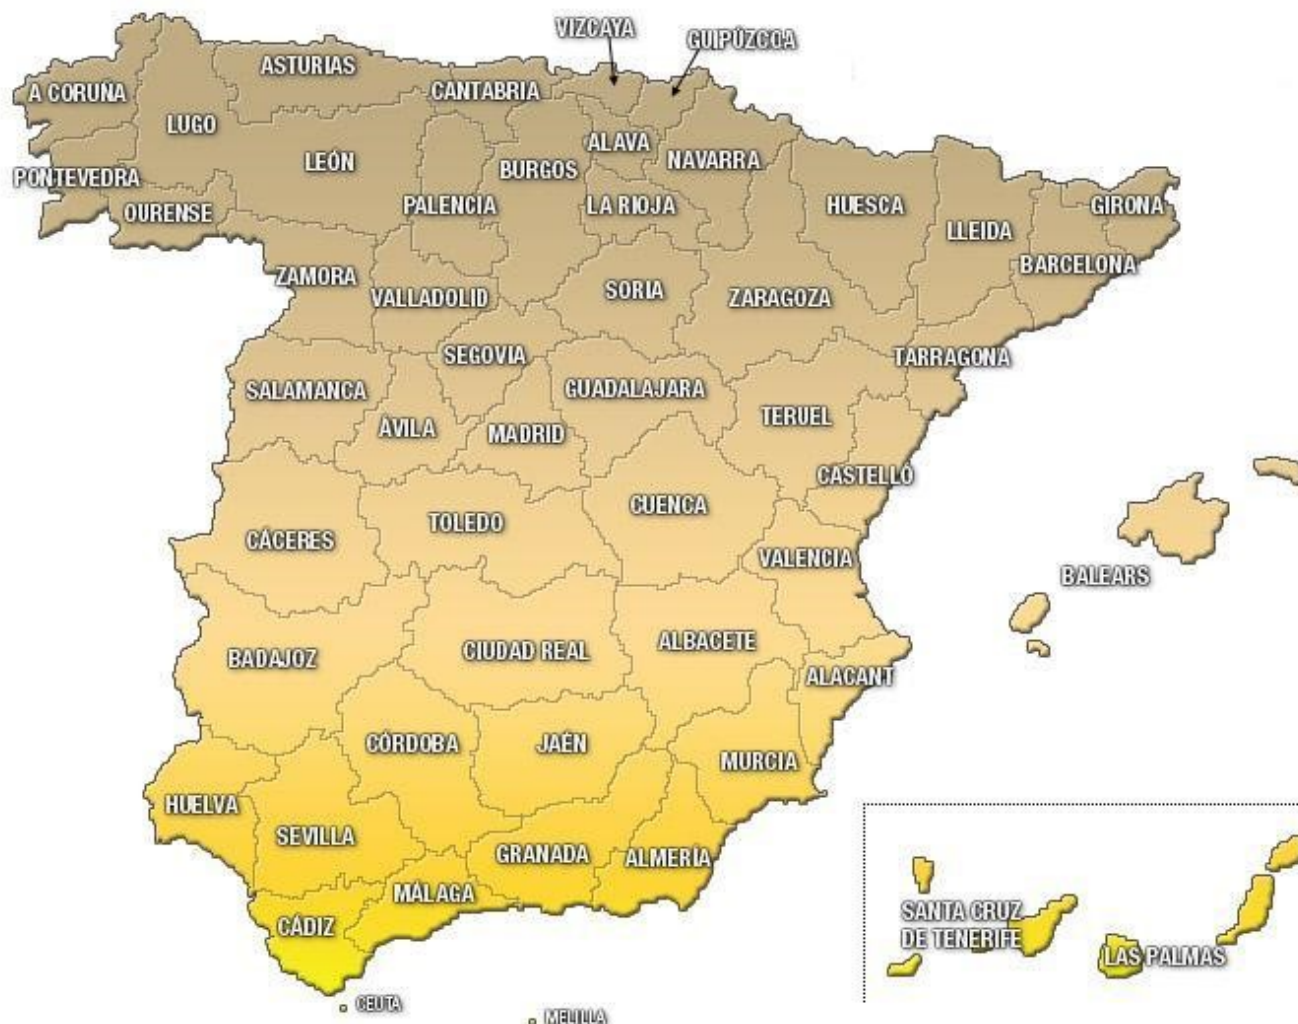 VIZCAYA
GUIPÚZCOA
ASTURIAS
CANTABRIA
A CORUÑA
LUGO
ALAVA
LEÓN
BURGOS
NAVARRA
PONTEVEDRA
OURENSE
PALENCIA
LA RIOJA
HUESCA
GIRONA
LLEIDA
BARCELONA
ZAMORA
VALLADOLID
SORIA
ZARAGOZA
SEGOVIA
TARRAGONA
SALAMANCA
GUADALAJARA
TERUEL
ÁVILA
MADRID
CASTELLÓ
CUENCA
TOLEDO
CÁCERES
VALENCIA
BALEARS
ALBACETE
CIUDAD REAL
BADAJOZ
ALACANT
CÓRDOBA
JAÉN
MURCIA
HUELVA
SEVILLA
GRANADA
ALMERÍA
MÁLAGA
CÁDIZ
SANTA CRUZ
DE TENERIFE
LAS PALMAS
CEUTA
MELILLA